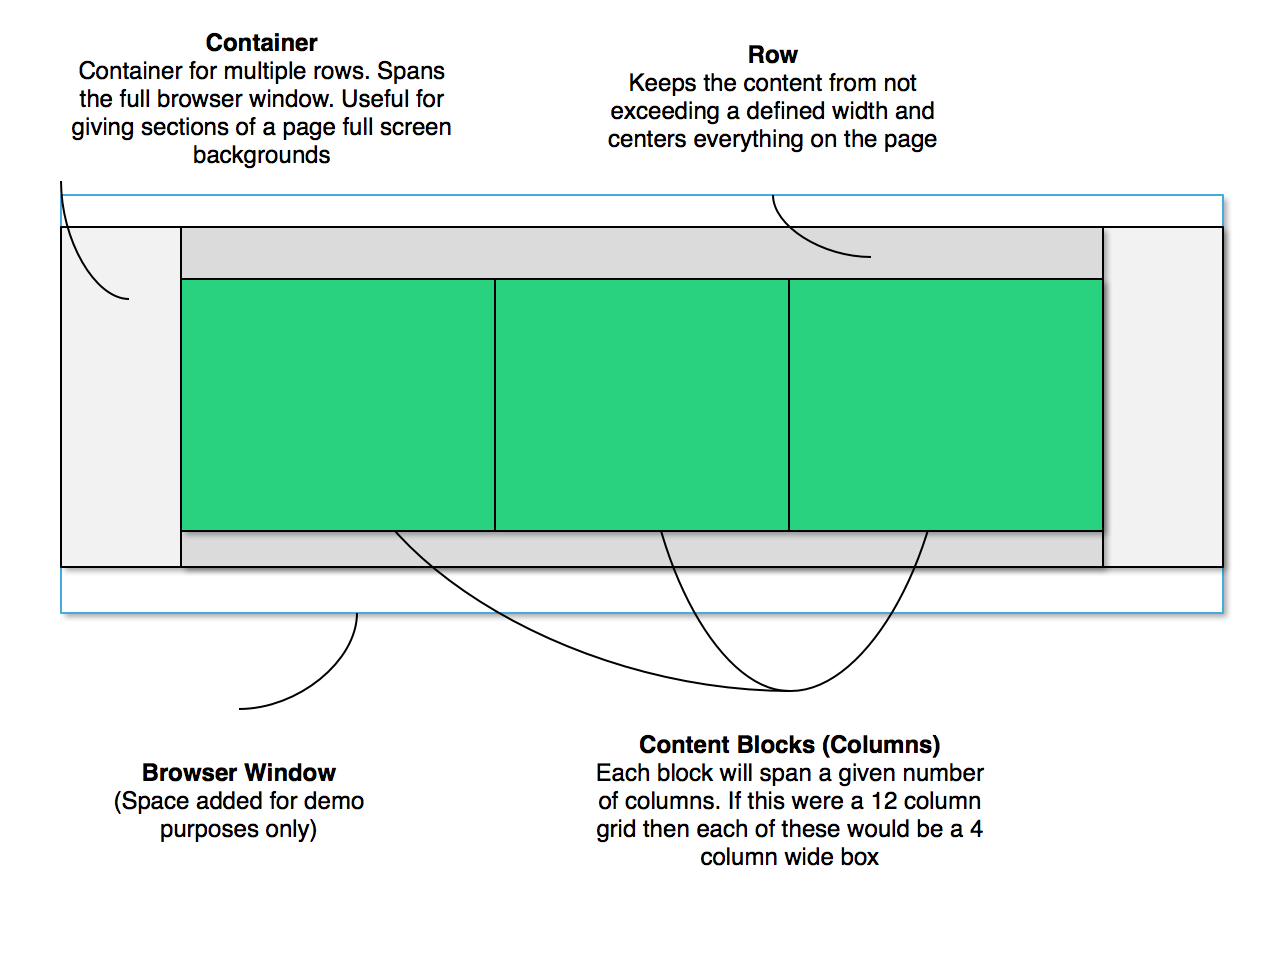 Container
Container for multiple rows. Spans
the full browser window. Useful for
giving sections of a page full screen
backgrounds
Row
Keeps the content from not
exceeding a defined width and
centers everything on the page
Browser Window
(Space added for demo
purposes only)
Content Blocks (Columns)
Each block will span a given number
of columns. If this were a 12 column
grid then each of these would be a 4
column wide box